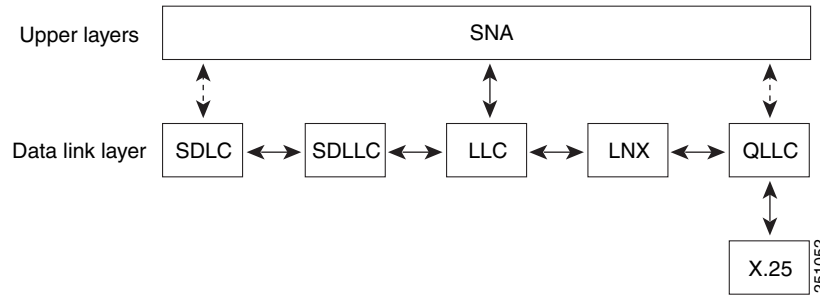 Upper layers
SNA
Data link layer
SDLC
SDLLC
LLC
LNX
QLLC
X.25